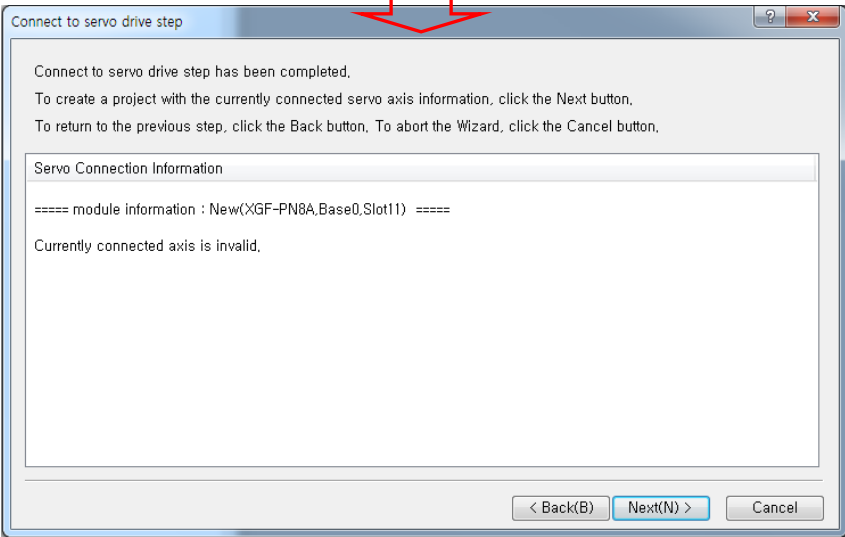 Connect to servo drive step
Connect to servo drive step has been completed.
To create a project with the currently connected servo axis information, click the Next button.
To return to the previous step, click the Back button. To abort the Wizard, click the Cancel button.
Servo Connection Information
===== module information : New(XGF-PN8A,Base0,Slot11) =====
Currently connected axis is invalid.
< Back(B) Next(N) > Cancel